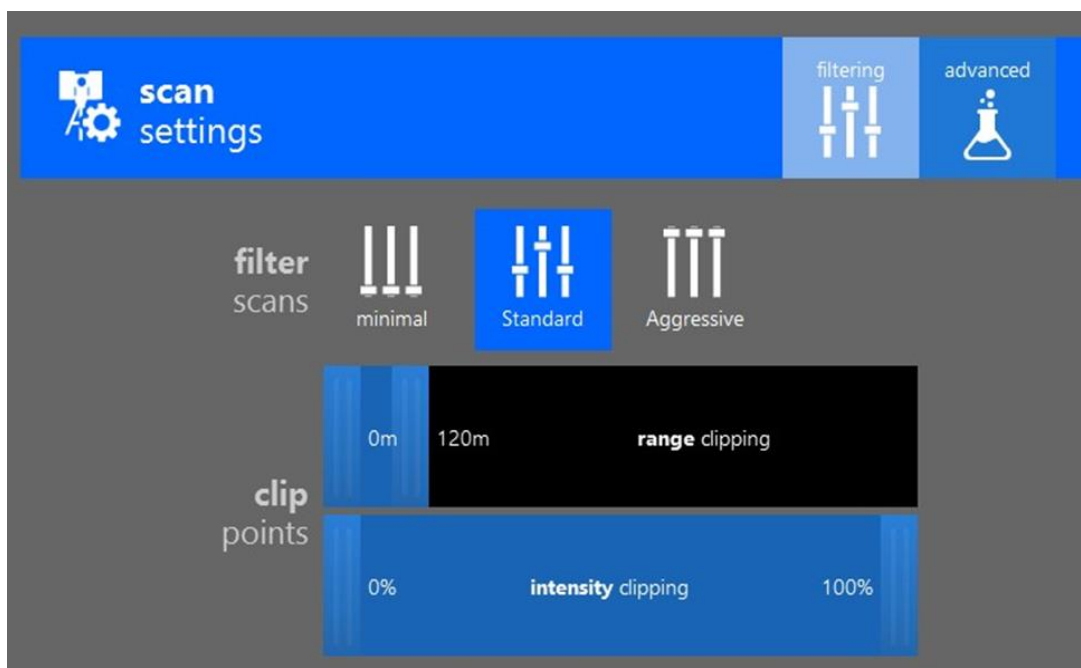 scan
settings
filtering
advanced
filter
scans
minimal
Standard
Aggressive
0m 120m range clipping
clip
points
0% intensity clipping 100%